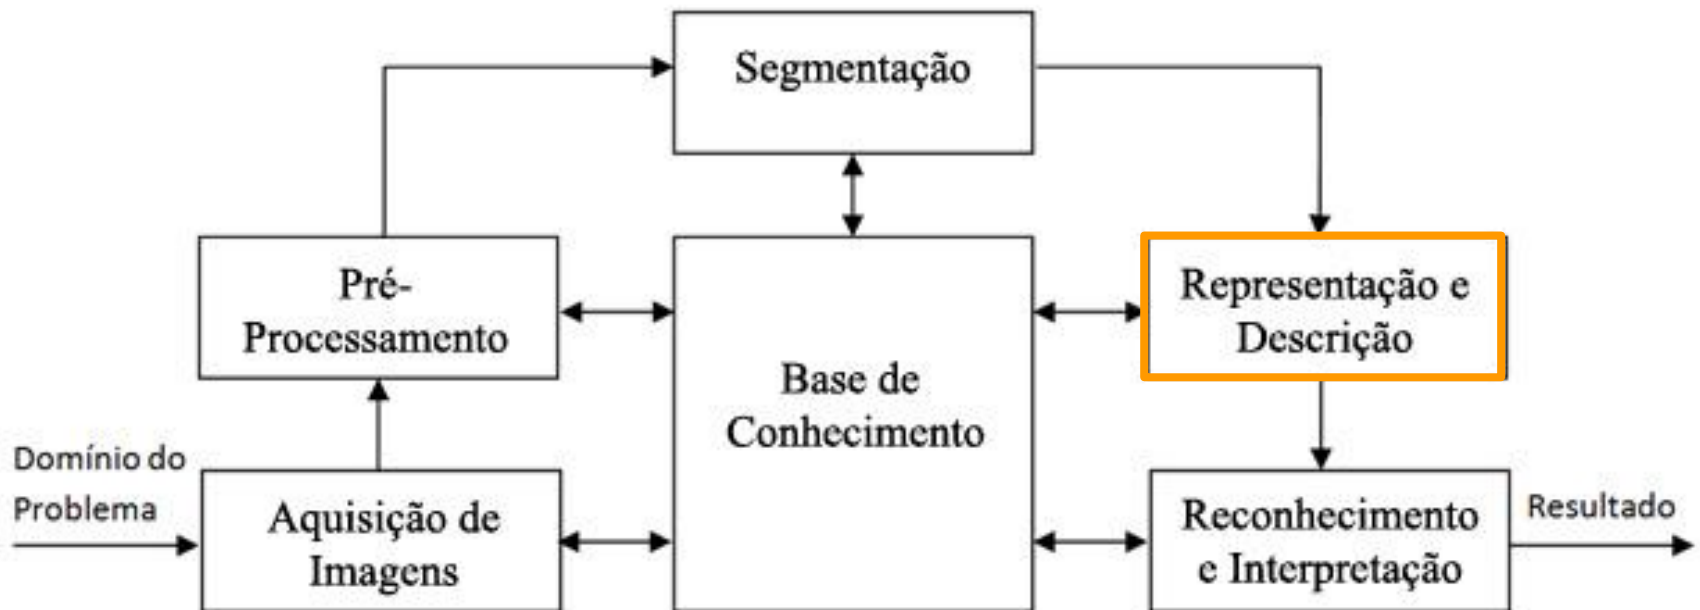 Segmentação
Pré-
Processamento
Representação e
Descrição
Base de
Conhecimento
Domínio do
Problema
Aquisição de
Imagens
Reconhecimento
e Interpretação
Resultado